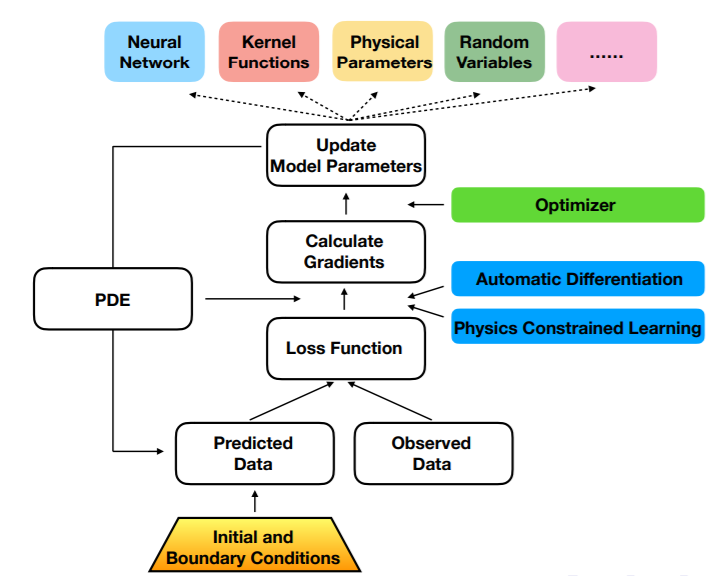 Neural
Network
Kernel
Functions
Physical
Parameters
Random
Variables
......
Update
Model Parameters
Optimizer
Calculate
Gradients
Automatic Differentiation
PDE
Physics Constrained Learning
Loss Function
Predicted
Data
Observed
Data
Initial and
Boundary Conditions